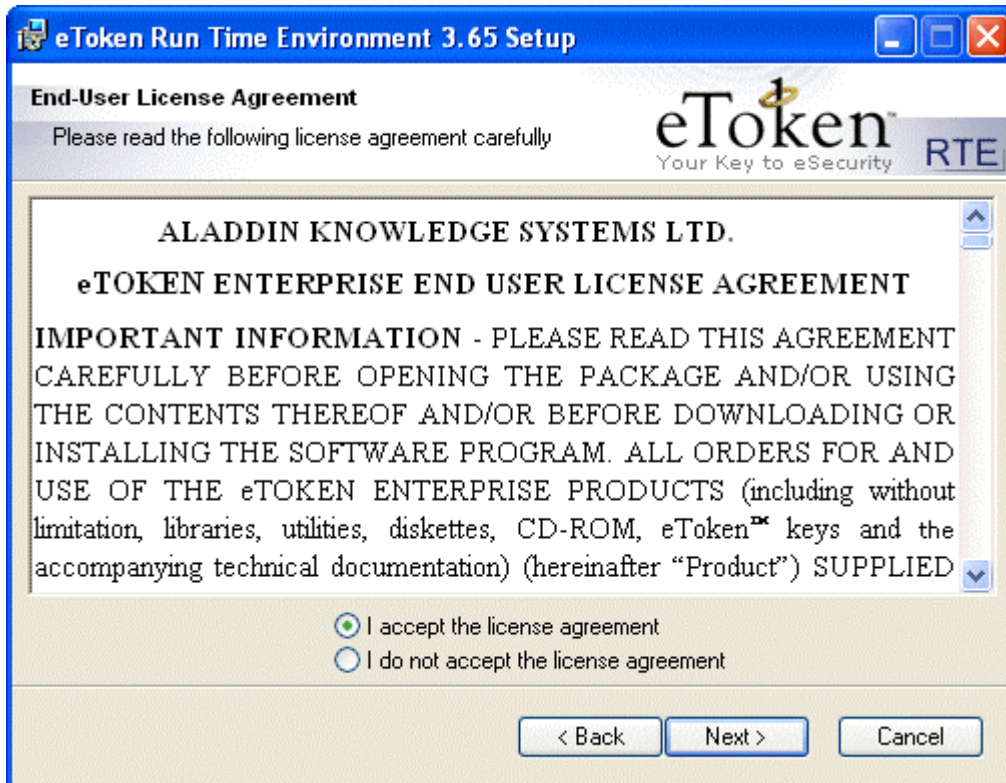 eToken Run Time Environment 3.65 Setup
End-User License Agreement
Please read the following license agreement carefully
eToken™
Your Key to eSecurity
RTE
ALADDIN KNOWLEDGE SYSTEMS LTD.
eTOKEN ENTERPRISE END USER LICENSE AGREEMENT
IMPORTANT INFORMATION - PLEASE READ THIS AGREEMENT
CAREFULLY BEFORE OPENING THE PACKAGE AND/OR USING
THE CONTENTS THEREOF AND/OR BEFORE DOWNLOADING OR
INSTALLING THE SOFTWARE PROGRAM. ALL ORDERS FOR AND
USE OF THE eTOKEN ENTERPRISE PRODUCTS (including without
limitation, libraries, utilities, diskettes, CD-ROM, eToken™ keys and the
accompanying technical documentation) (hereinafter “Product”) SUPPLIED
I accept the license agreement
I do not accept the license agreement
< Back
Next >
Cancel